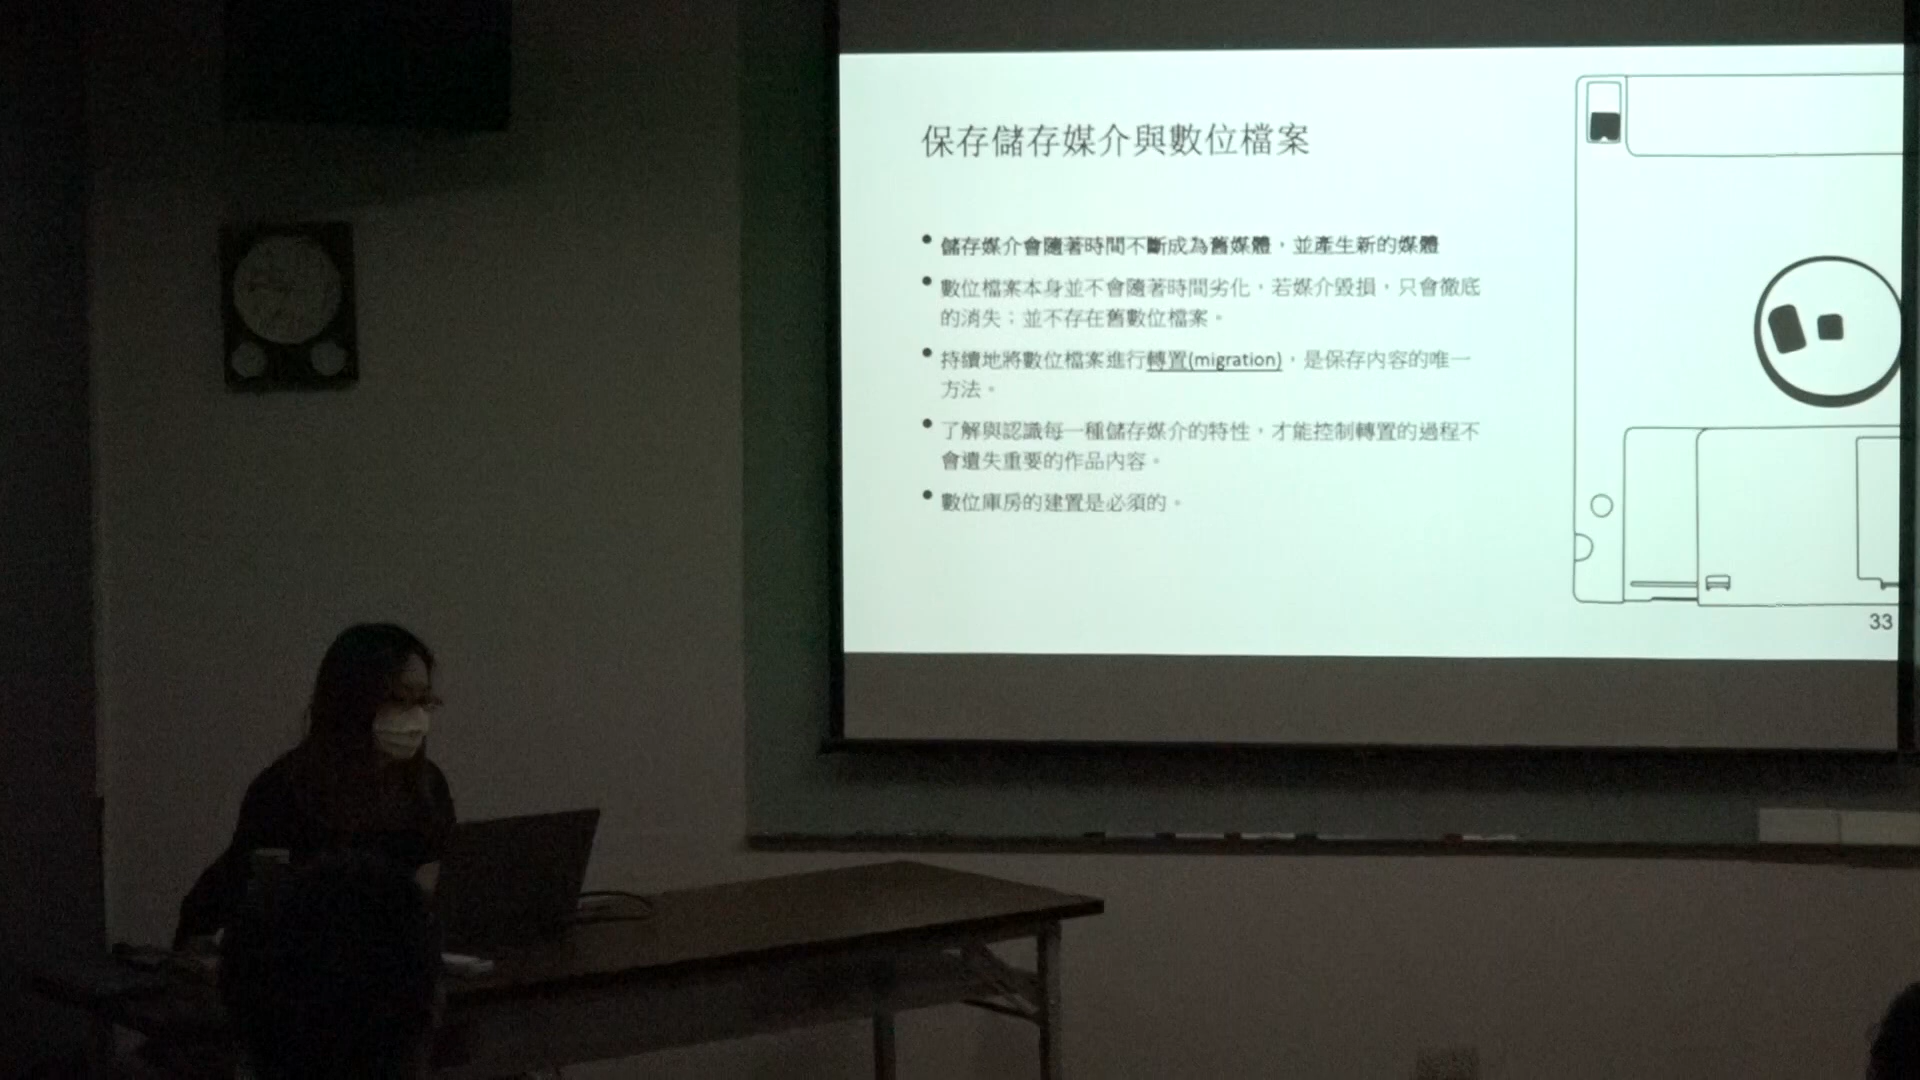 保存儲存媒介與數位檔案
• 儲存媒介會隨著時間不斷成為舊媒體，並產生新的媒體
• 數位檔案本身並不會隨著時間劣化，若媒介毀損，只會徹底
的消失；並不存在舊數位檔案。
• 持續地將數位檔案進行轉置(migration)，是保存內容的唯一
方法。
• 了解與認識每一種儲存媒介的特性，才能控制轉置的過程不
會遺失重要的作品內容。
• 數位庫房的建置是必須的。
33